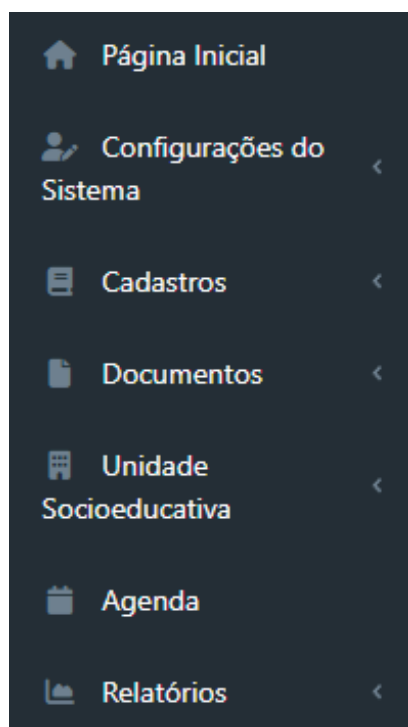 Página Inicial
Configurações do
Sistema
Cadastros
Documentos
Unidade
Socioeducativa
Agenda
Relatórios